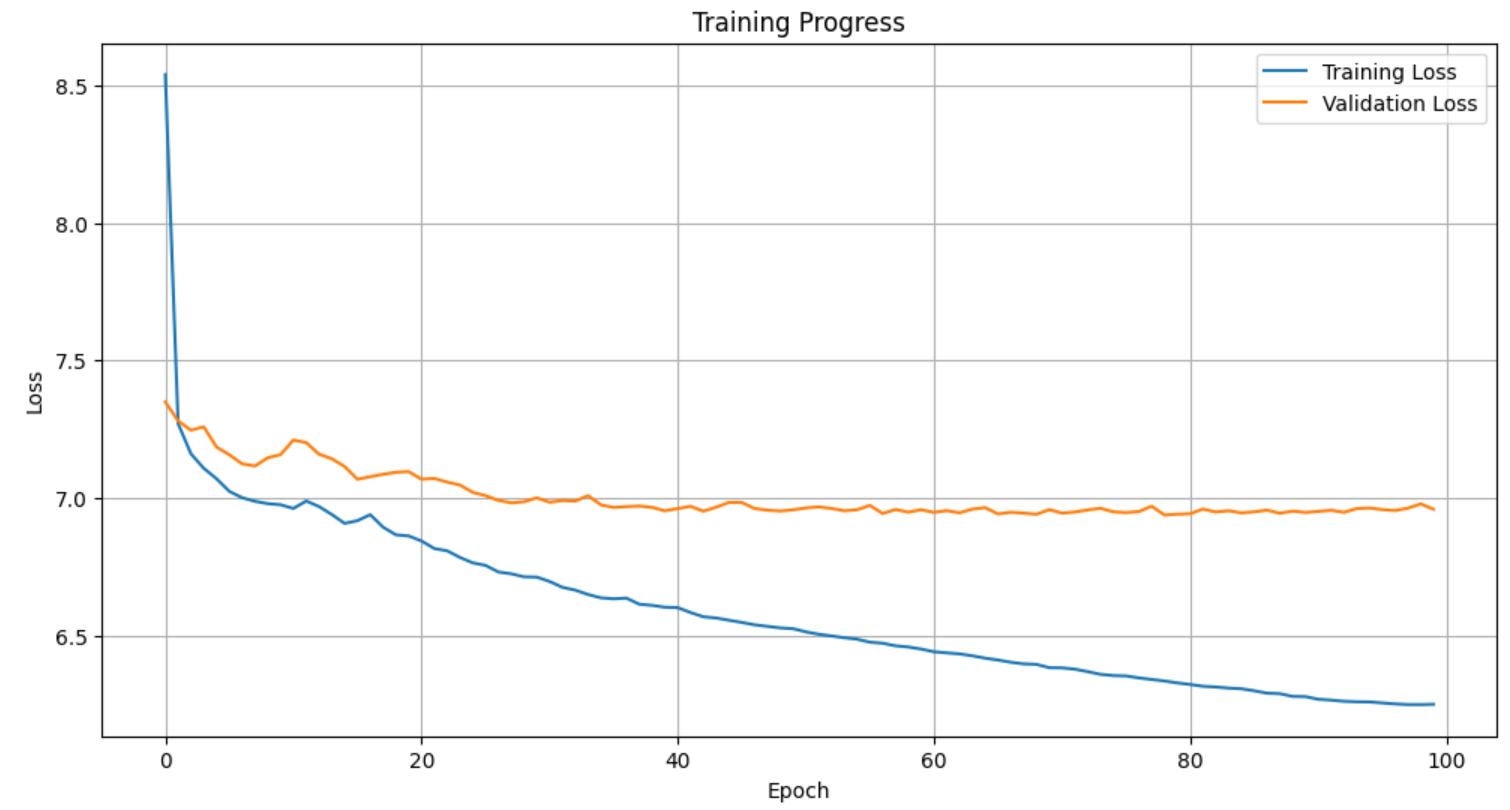 Training Progress
Training Loss
Validation Loss
8.5
8.0
7.5
7.0
6.5
Loss
0 20 40 60 80 100
Epoch